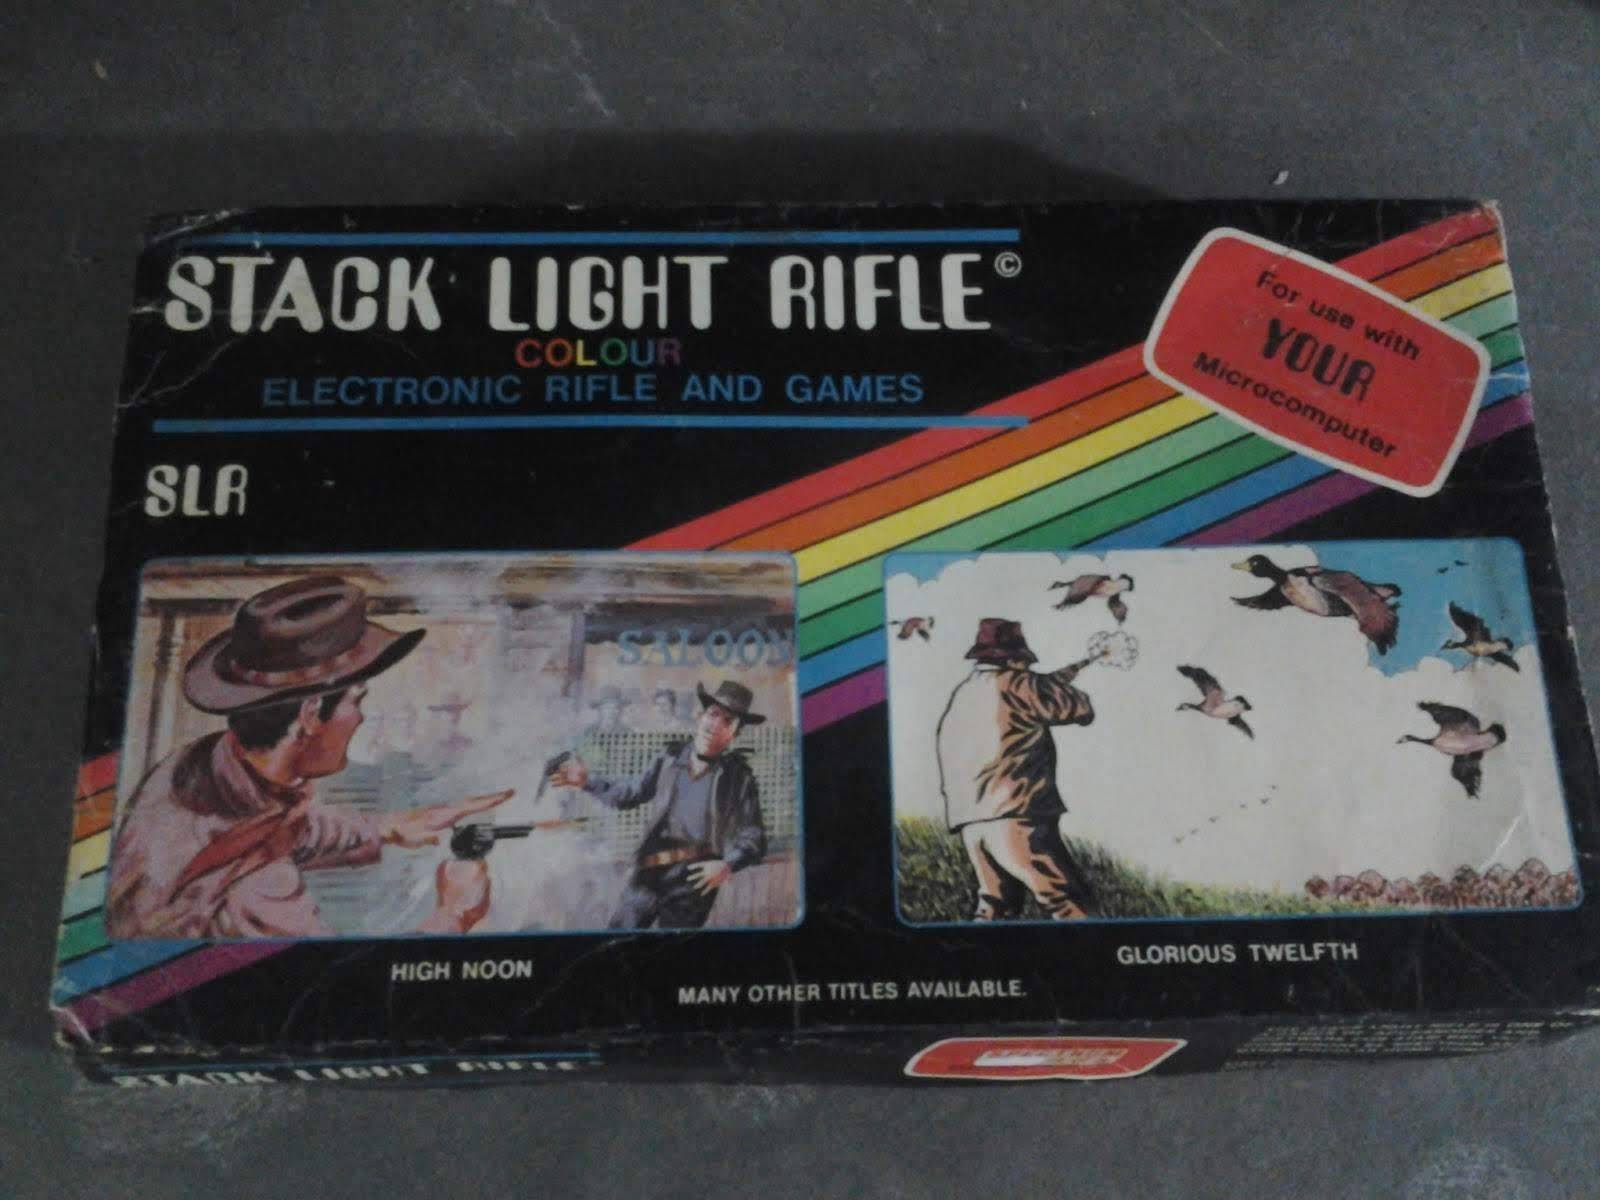 STACK LIGHT RIFLE©
COLOUR
ELECTRONIC RIFLE AND GAMES
SLR
For use with
YOUR
Microcomputer
SALOON
HIGH NOON
GLORIOUS TWELFTH
MANY OTHER TITLES AVAILABLE.
STACK LIGHT RIFLE